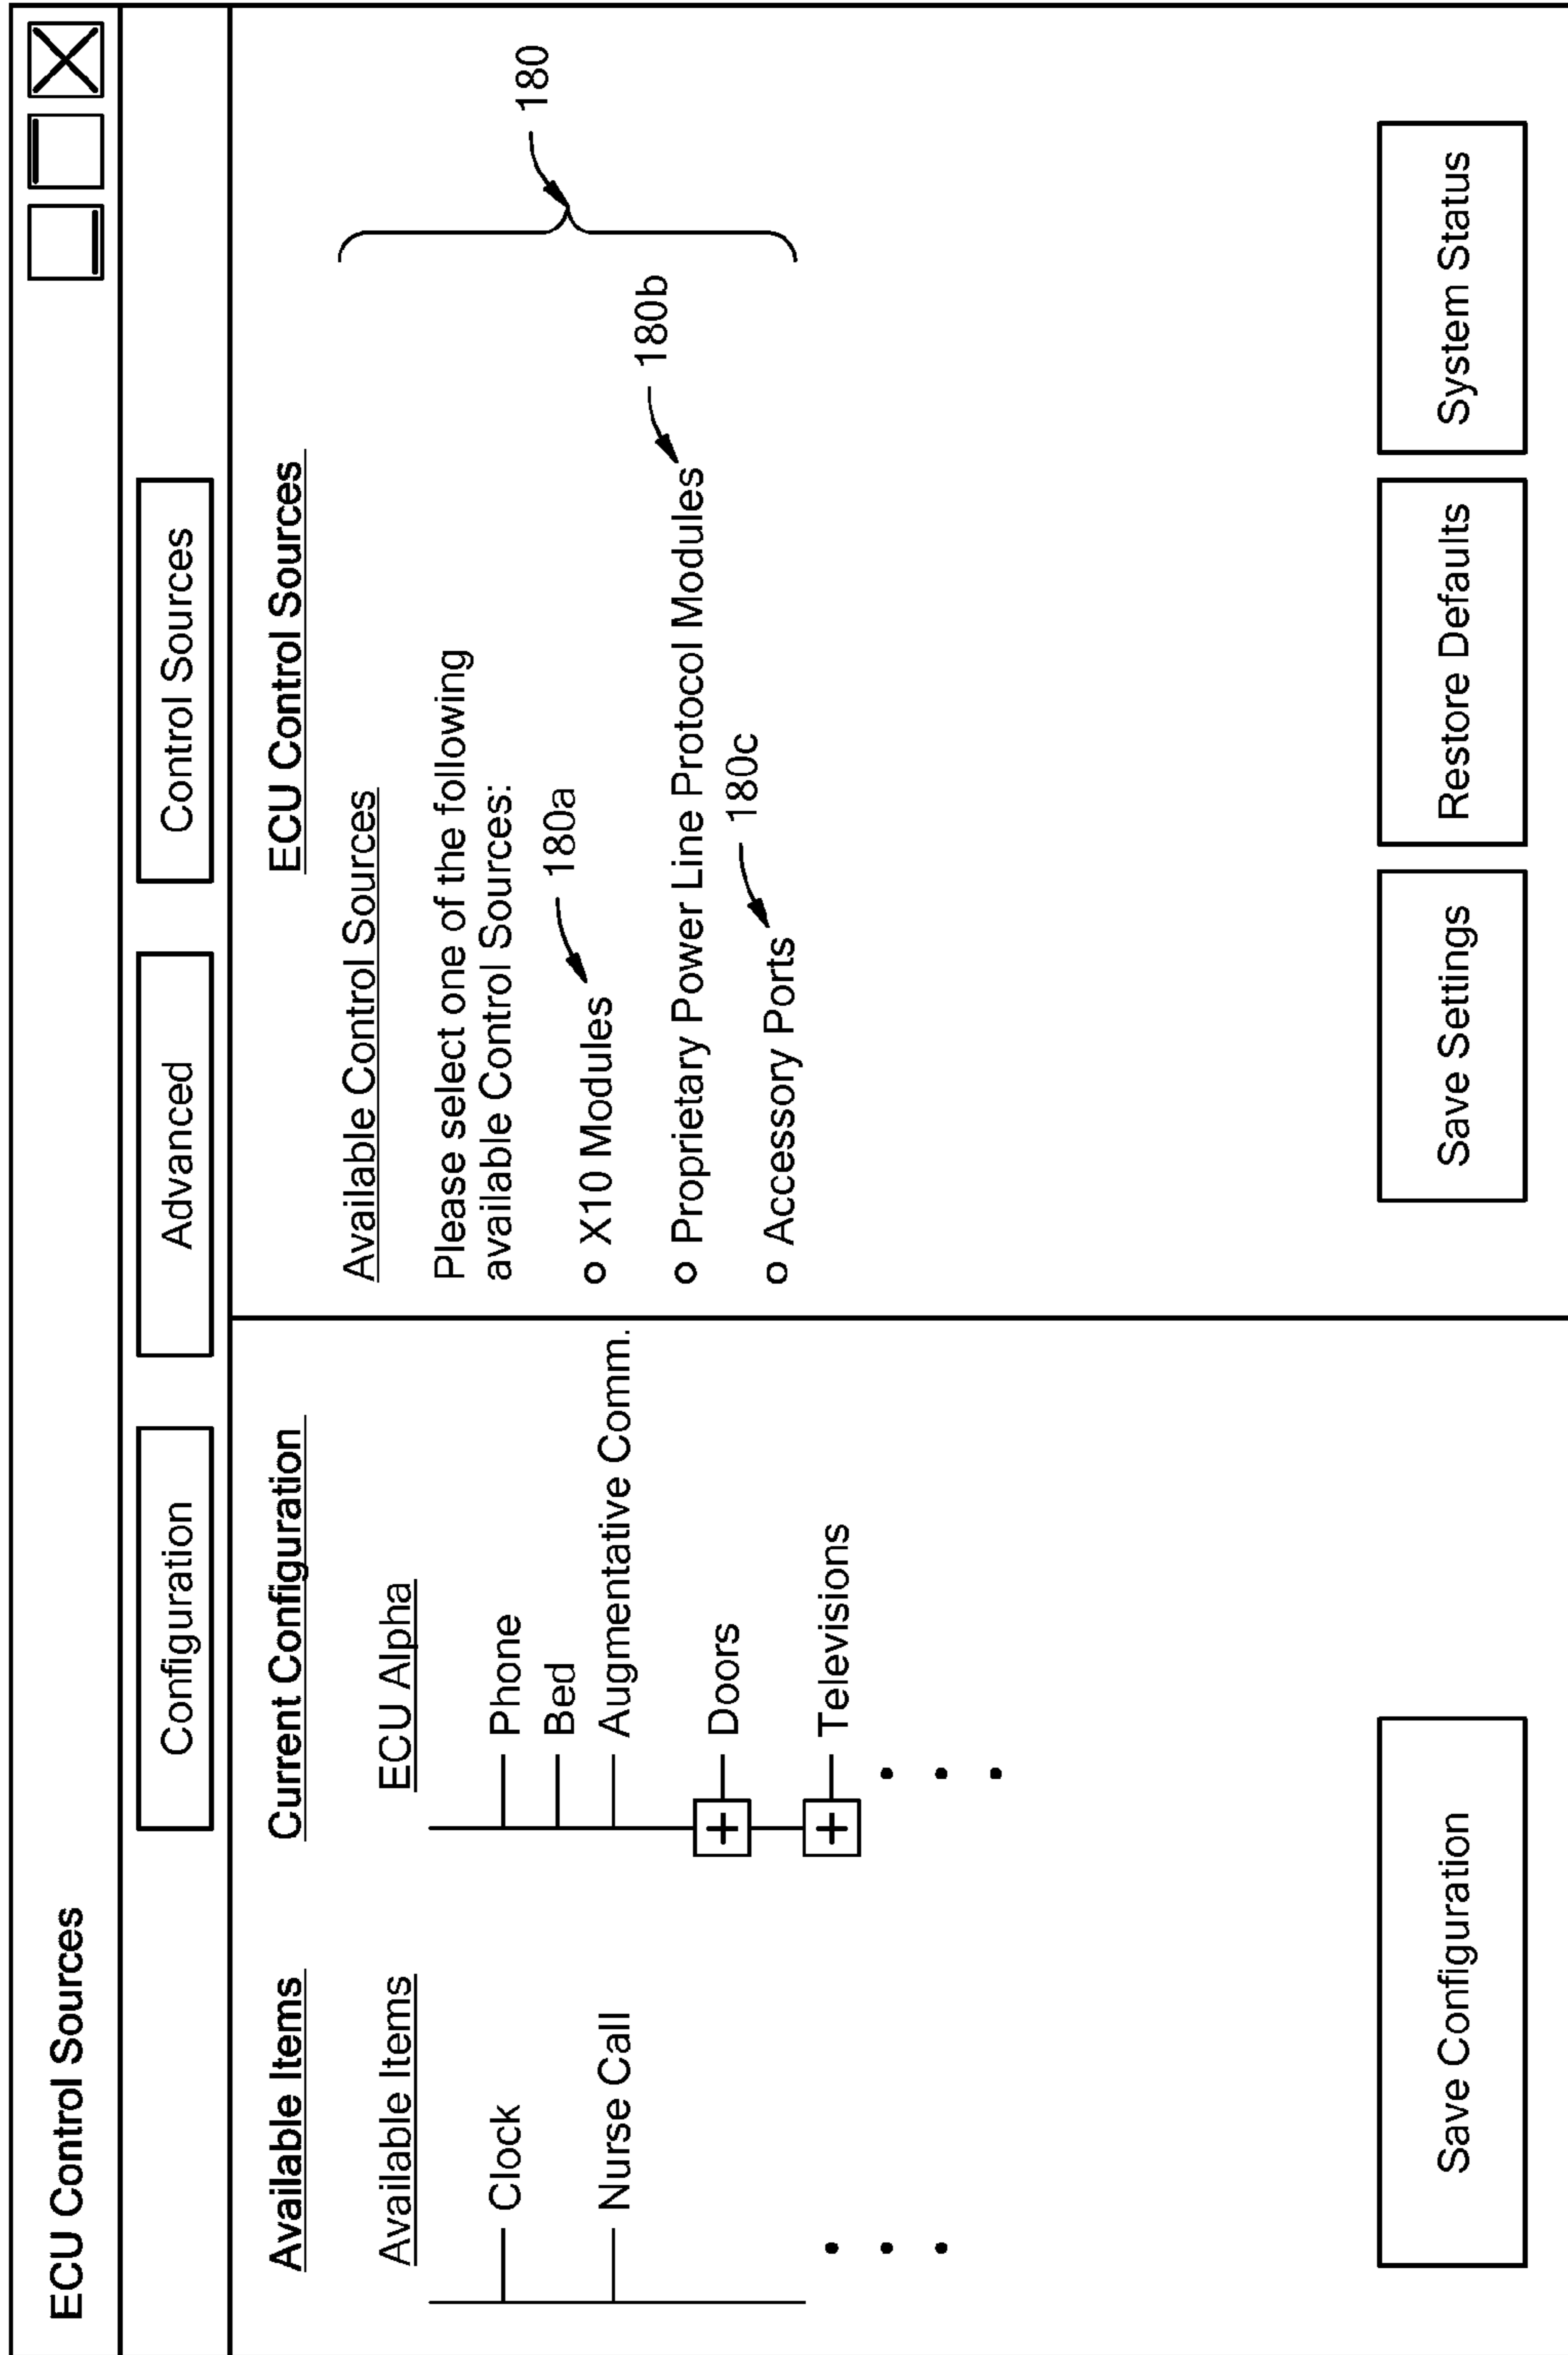 ECU Control Sources
Configuration
Advanced
Control Sources
Available Items
Available Items
Clock
Nurse Call
Current Configuration
ECU Alpha
Phone
Bed
Augmentative Comm.
+ Doors
+ Televisions
Save Configuration
ECU Control Sources
Available Control Sources
Please select one of the following
available Control Sources:
X10 Modules
180a
Proprietary Power Line Protocol Modules
180b
Accessory Ports
180c
180
Save Settings
Restore Defaults
System Status